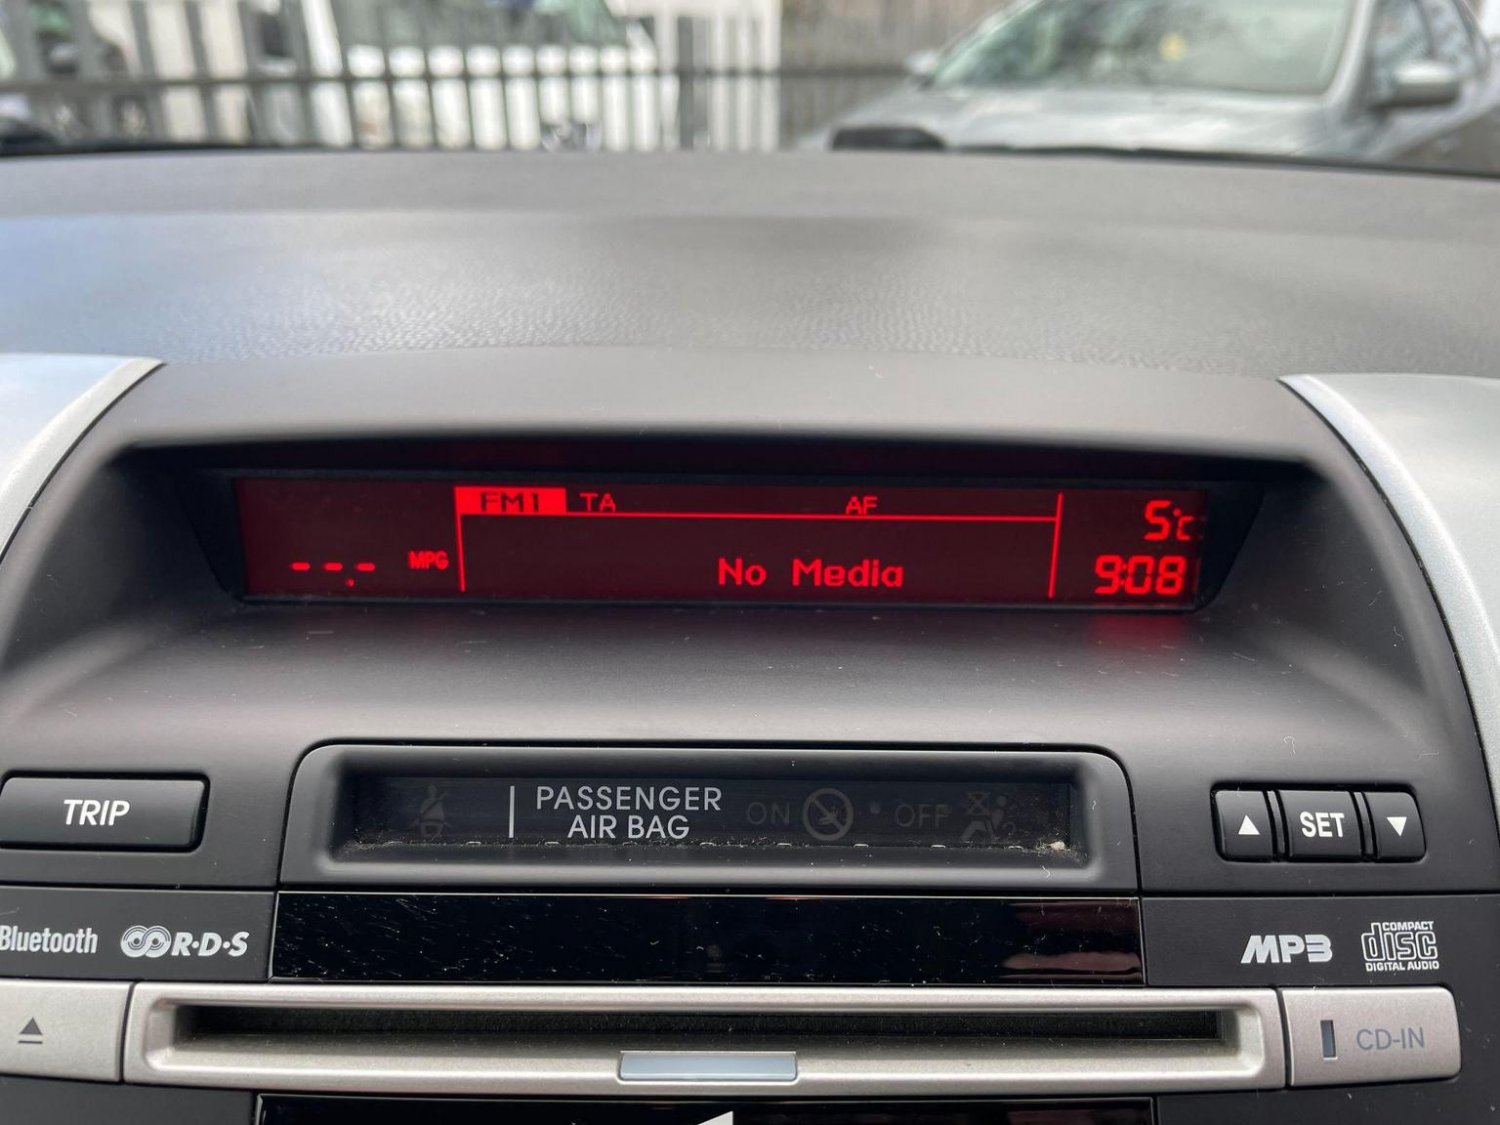 FM1 TA AF
5°C
---.- MPG
No Media
9:08
TRIP
PASSENGER
AIR BAG
ON
OFF
▲ SET ▼
Bluetooth
R·D·S
MP3
COMPACT
disc
DIGITAL AUDIO
CD-IN